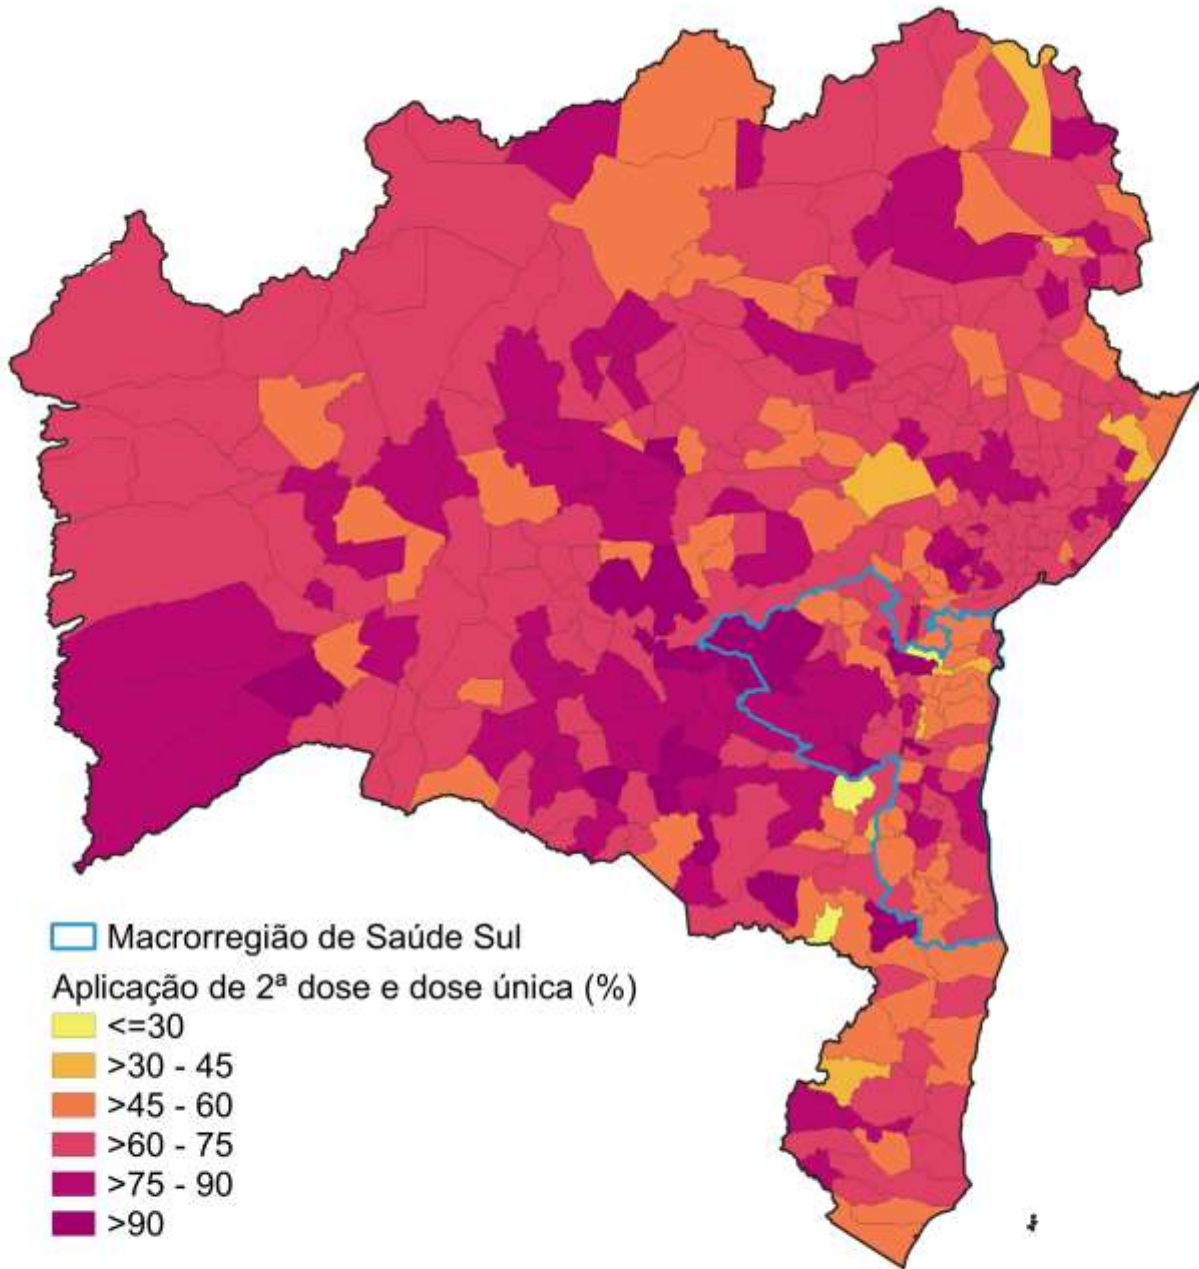 Macrorregião de Saúde Sul
Aplicação de 2ª dose e dose única (%)
<=30
>30 - 45
>45 - 60
>60 - 75
>75 - 90
>90